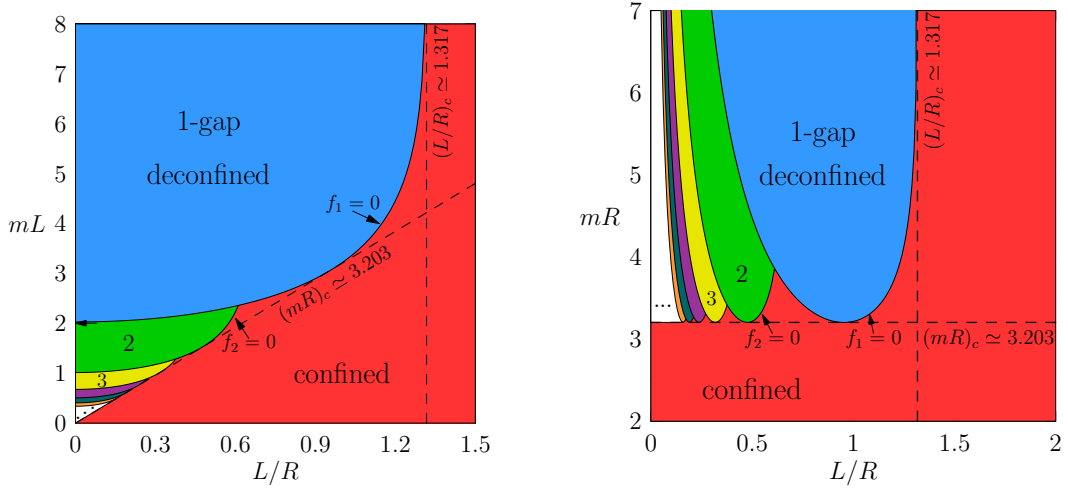 8
7
6
5
4
3
2
1
0
mL
1-gap
deconfined
f₁ = 0
(L/R)c ≃ 1.317
(mR)c ≃ 3.203
2
f₂ = 0
3
confined
0
0.3
0.6
0.9
1.2
1.5
L/R
7
6
5
4
3
2
mR
1-gap
deconfined
(L/R)c ≃ 1.317
2
3
...
f₂ = 0
f₁ = 0
(mR)c ≃ 3.203
confined
0
0.5
1
1.5
2
L/R